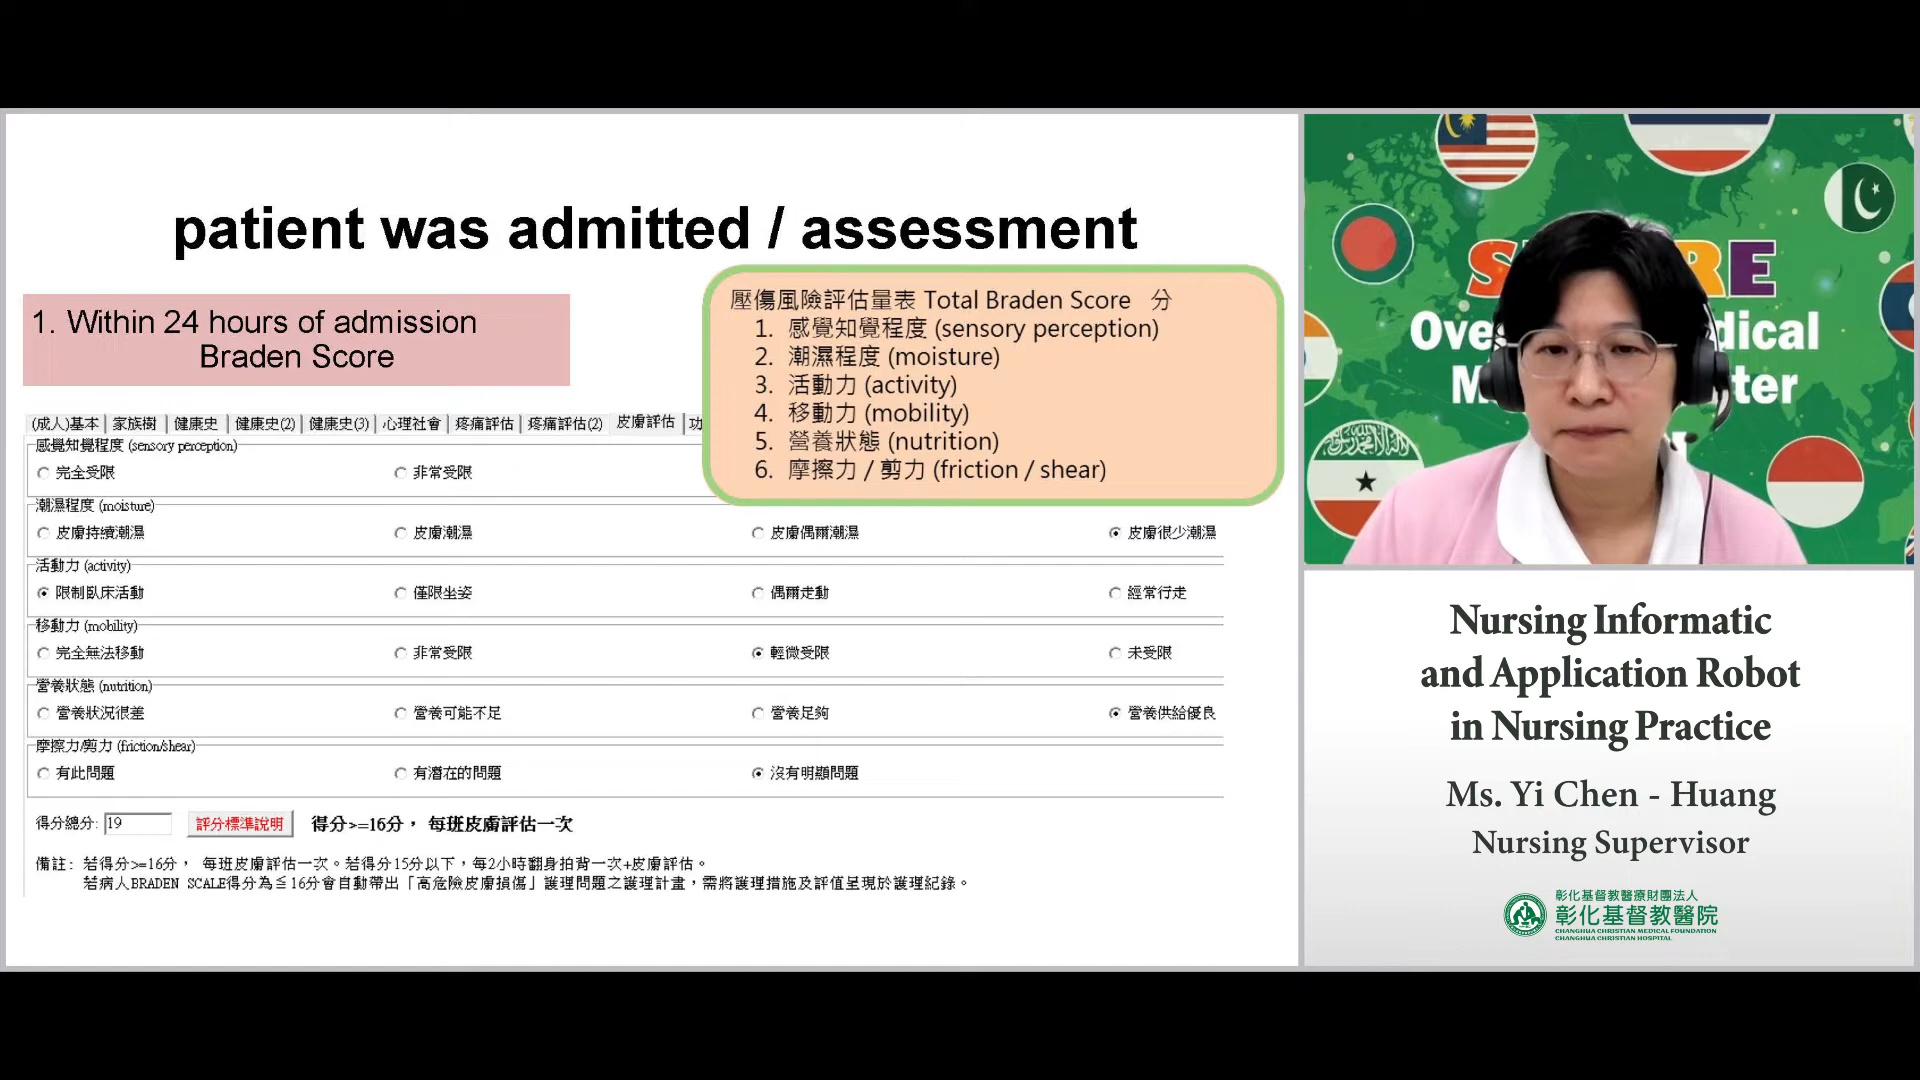 patient was admitted / assessment
1. Within 24 hours of admission
Braden Score
壓傷風險評估量表 Total Braden Score 分
1. 感覺知覺程度 (sensory perception)
2. 潮濕程度 (moisture)
3. 活動力 (activity)
4. 移動力 (mobility)
5. 營養狀態 (nutrition)
6. 摩擦力 / 剪力 (friction / shear)
(成人)基本 家族樹 健康史 健康史(2) 健康史(3) 心理社會 疼痛評估 疼痛評估(2) 皮膚評估 功
感覺知覺程度 (sensory perception)
完全受限 非常受限
潮濕程度 (moisture)
皮膚持續潮濕 皮膚潮濕 皮膚偶爾潮濕 皮膚很少潮濕
活動力 (activity)
限制臥床活動 僅限坐姿 偶爾走動 經常行走
移動力 (mobility)
完全無法移動 非常受限 輕微受限 未受限
營養狀態 (nutrition)
營養狀況很差 營養可能不足 營養足夠 營養供給優良
摩擦力/剪力 (friction/shear)
有此問題 有潛在的問題 沒有明顯問題
得分總分: 19 評分標準說明 得分>=16分， 每班皮膚評估一次
備註: 若得分>=16分， 每班皮膚評估一次。若得分15分以下，每2小時翻身拍背一次+皮膚評估。
若病人BRADEN SCALE得分為≦16分會自動帶出「高危險皮膚損傷」護理問題之護理計畫，需將護理措施及評值呈現於護理紀錄。
Nursing Informatic
and Application Robot
in Nursing Practice
Ms. Yi Chen - Huang
Nursing Supervisor
彰化基督教醫療財團法人
彰化基督教醫院
CHANGHUA CHRISTIAN MEDICAL FOUNDATION
CHANGHUA CHRISTIAN HOSPITAL